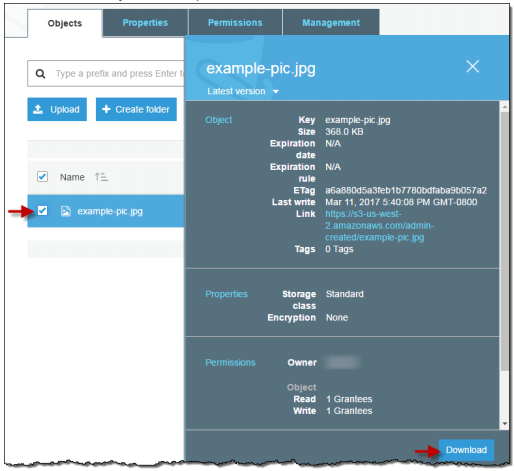 Objects
Properties
Permissions
Management
Type a prefix and press Enter t
Upload
Create folder
Name
example-pic.jpg
example-pic.jpg
Latest version
Object
Key example-pic.jpg
Size 368.0 KB
Expiration N/A
date
Expiration N/A
rule
ETag a6a880d5a3feb1b7780bdfaba9b057a2
Last write Mar 11, 2017 5:40:08 PM GMT-0800
Link https://s3-us-west-
2.amazonaws.com/admin-
created/example-pic.jpg
Tags 0 Tags
Properties
Storage Standard
class
Encryption None
Permissions
Owner
Object
Read 1 Grantees
Write 1 Grantees
Download